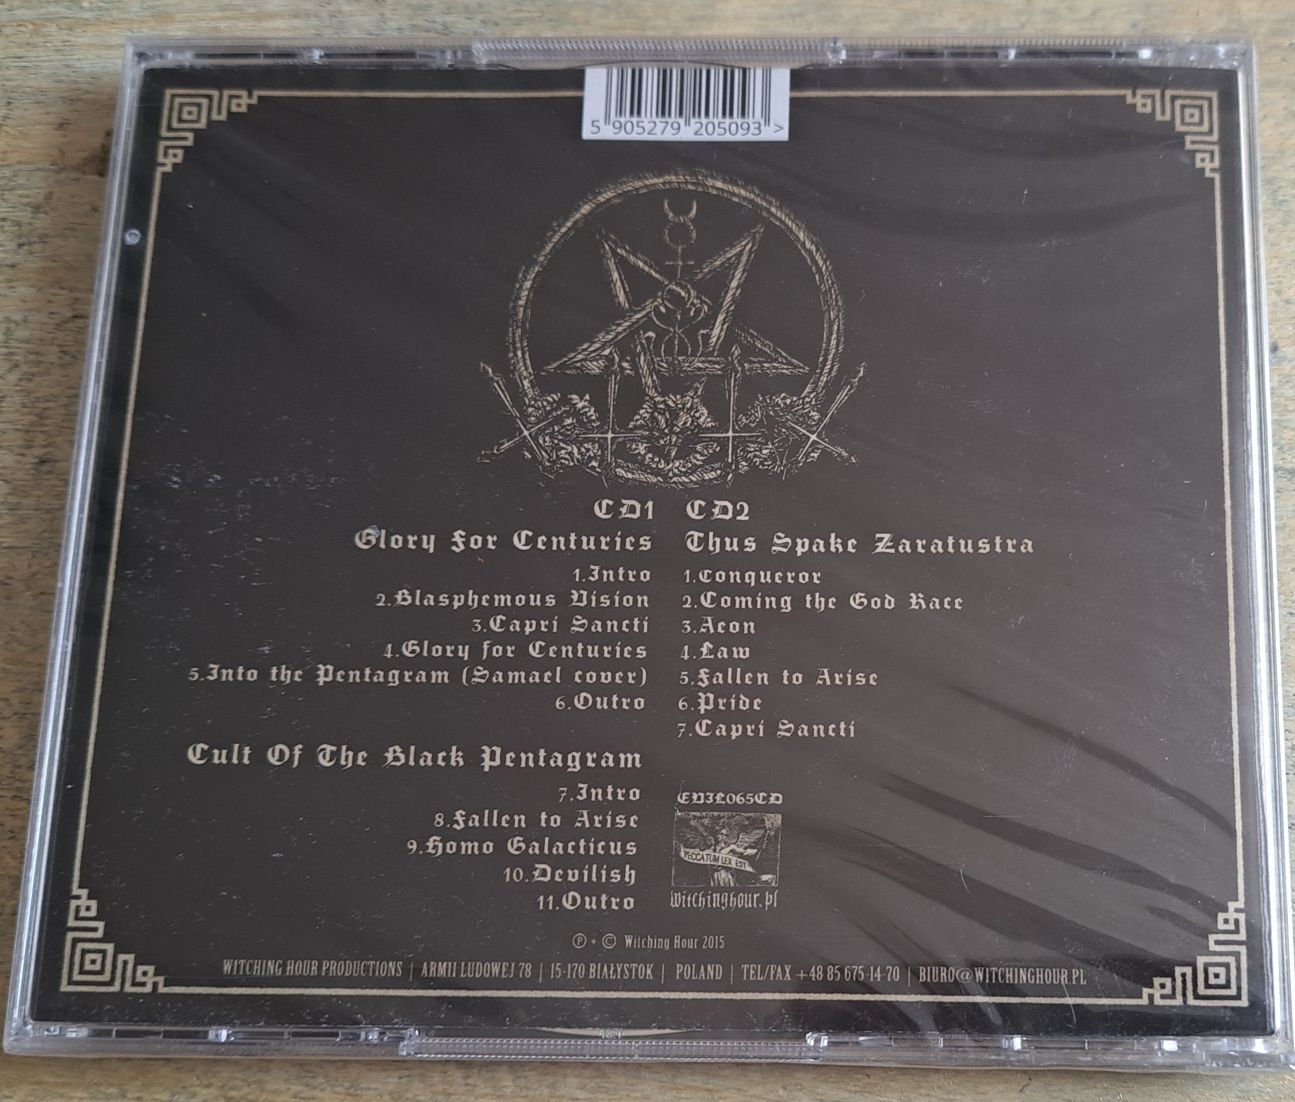 5 905279 205093 >
CD1
Glory For Centuries
1.Intro
2.Blasphemous Vision
3.Capri Sancti
4.Glory for Centuries
5.Into the Pentagram (Samael cover)
6.Outro
Cult Of The Black Pentagram
7.Intro
8.Fallen to Arise
9.Homo Galacticus
10.Devilish
11.Outro
CD2
Thus Spake Zaratustra
1.Conqueror
2.Coming the God Race
3.Aeon
4.Law
5.Fallen to Arise
6.Pride
7.Capri Sancti
EVIL065CD
PECCATUM LEX EST
Witchinghour.pl
℗ + © Witching Hour 2015
WITCHING HOUR PRODUCTIONS | ARMII LUDOWEJ 78 | 15-170 BIAŁYSTOK | POLAND | TEL/FAX +48 85 675-14-70 | BIURO@WITCHINGHOUR.PL